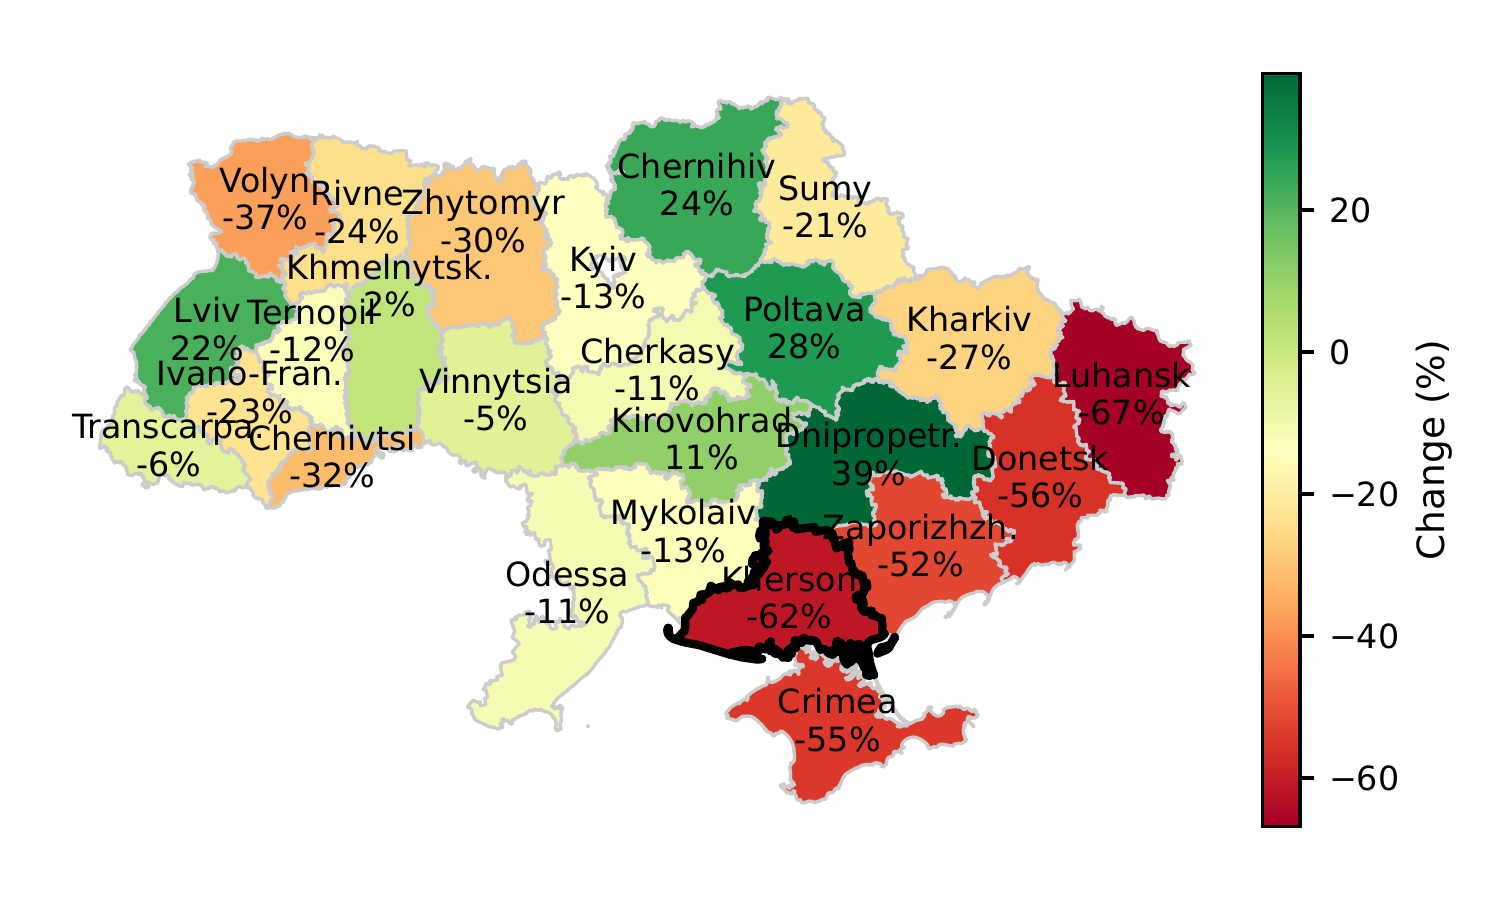 Chernihiv
24%
Sumy
-21%
Volyn
-37%
Rivne
-24%
Zhytomyr
-30%
Kyiv
-13%
Khmelnytsk.
2%
Lviv
22%
Ternopil
-12%
Poltava
28%
Kharkiv
-27%
Cherkasy
-11%
Ivano-Fran.
-23%
Vinnytsia
-5%
Luhansk
-67%
Transcarpa.
-6%
Chernivtsi
-32%
Kirovohrad
11%
Dnipropetr.
39%
Donetsk
-56%
Mykolaiv
-13%
Zaporizhzh.
-52%
Odessa
-11%
Kherson
-62%
Crimea
-55%
20
0
−20
−40
−60
Change (%)